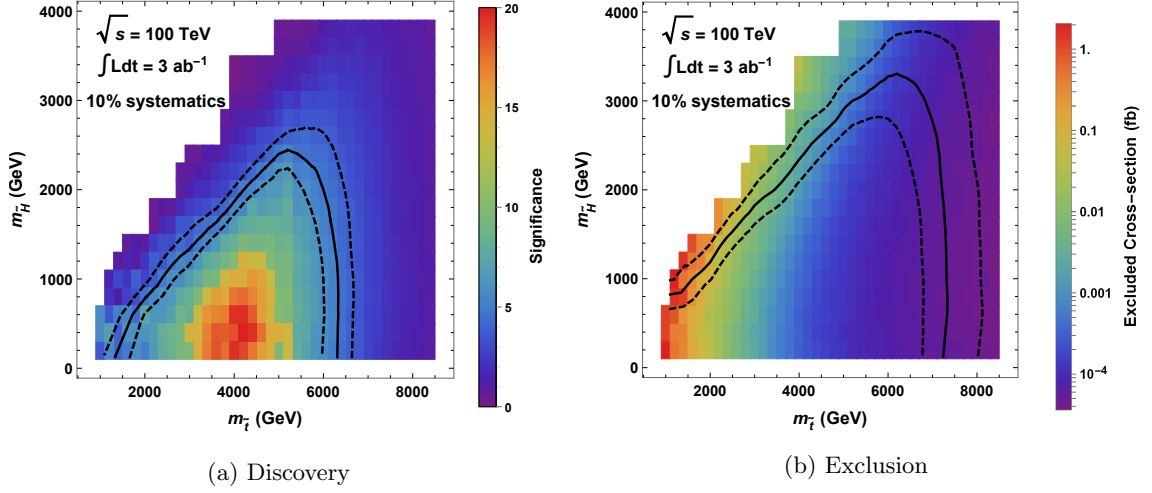 √s = 100 TeV
∫Ldt = 3 ab⁻¹
10% systematics
4000
3000
2000
1000
0
m_H̃ (GeV)
2000
4000
6000
8000
m_t̃ (GeV)
20
15
10
5
0
Significance
(a) Discovery
√s = 100 TeV
∫Ldt = 3 ab⁻¹
10% systematics
4000
3000
2000
1000
0
m_H̃ (GeV)
2000
4000
6000
8000
m_t̃ (GeV)
1.
0.1
0.01
0.001
10⁻⁴
Excluded Cross-section (fb)
(b) Exclusion